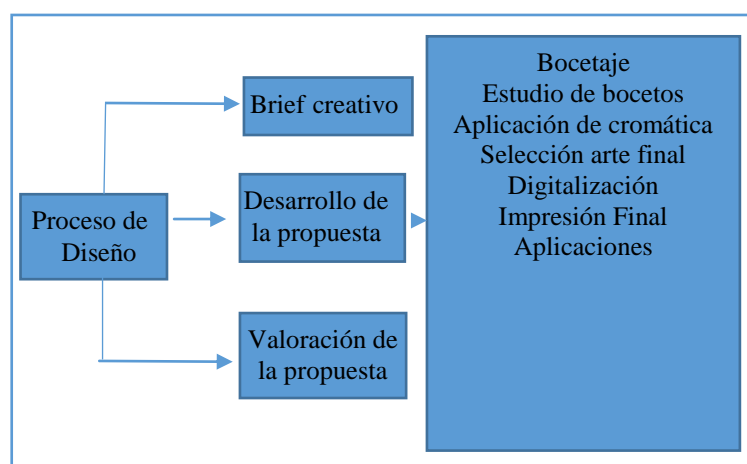 Proceso de
Diseño
Brief creativo
Desarrollo de
la propuesta
Valoración de
la propuesta
Bocetaje
Estudio de bocetos
Aplicación de cromática
Selección arte final
Digitalización
Impresión Final
Aplicaciones